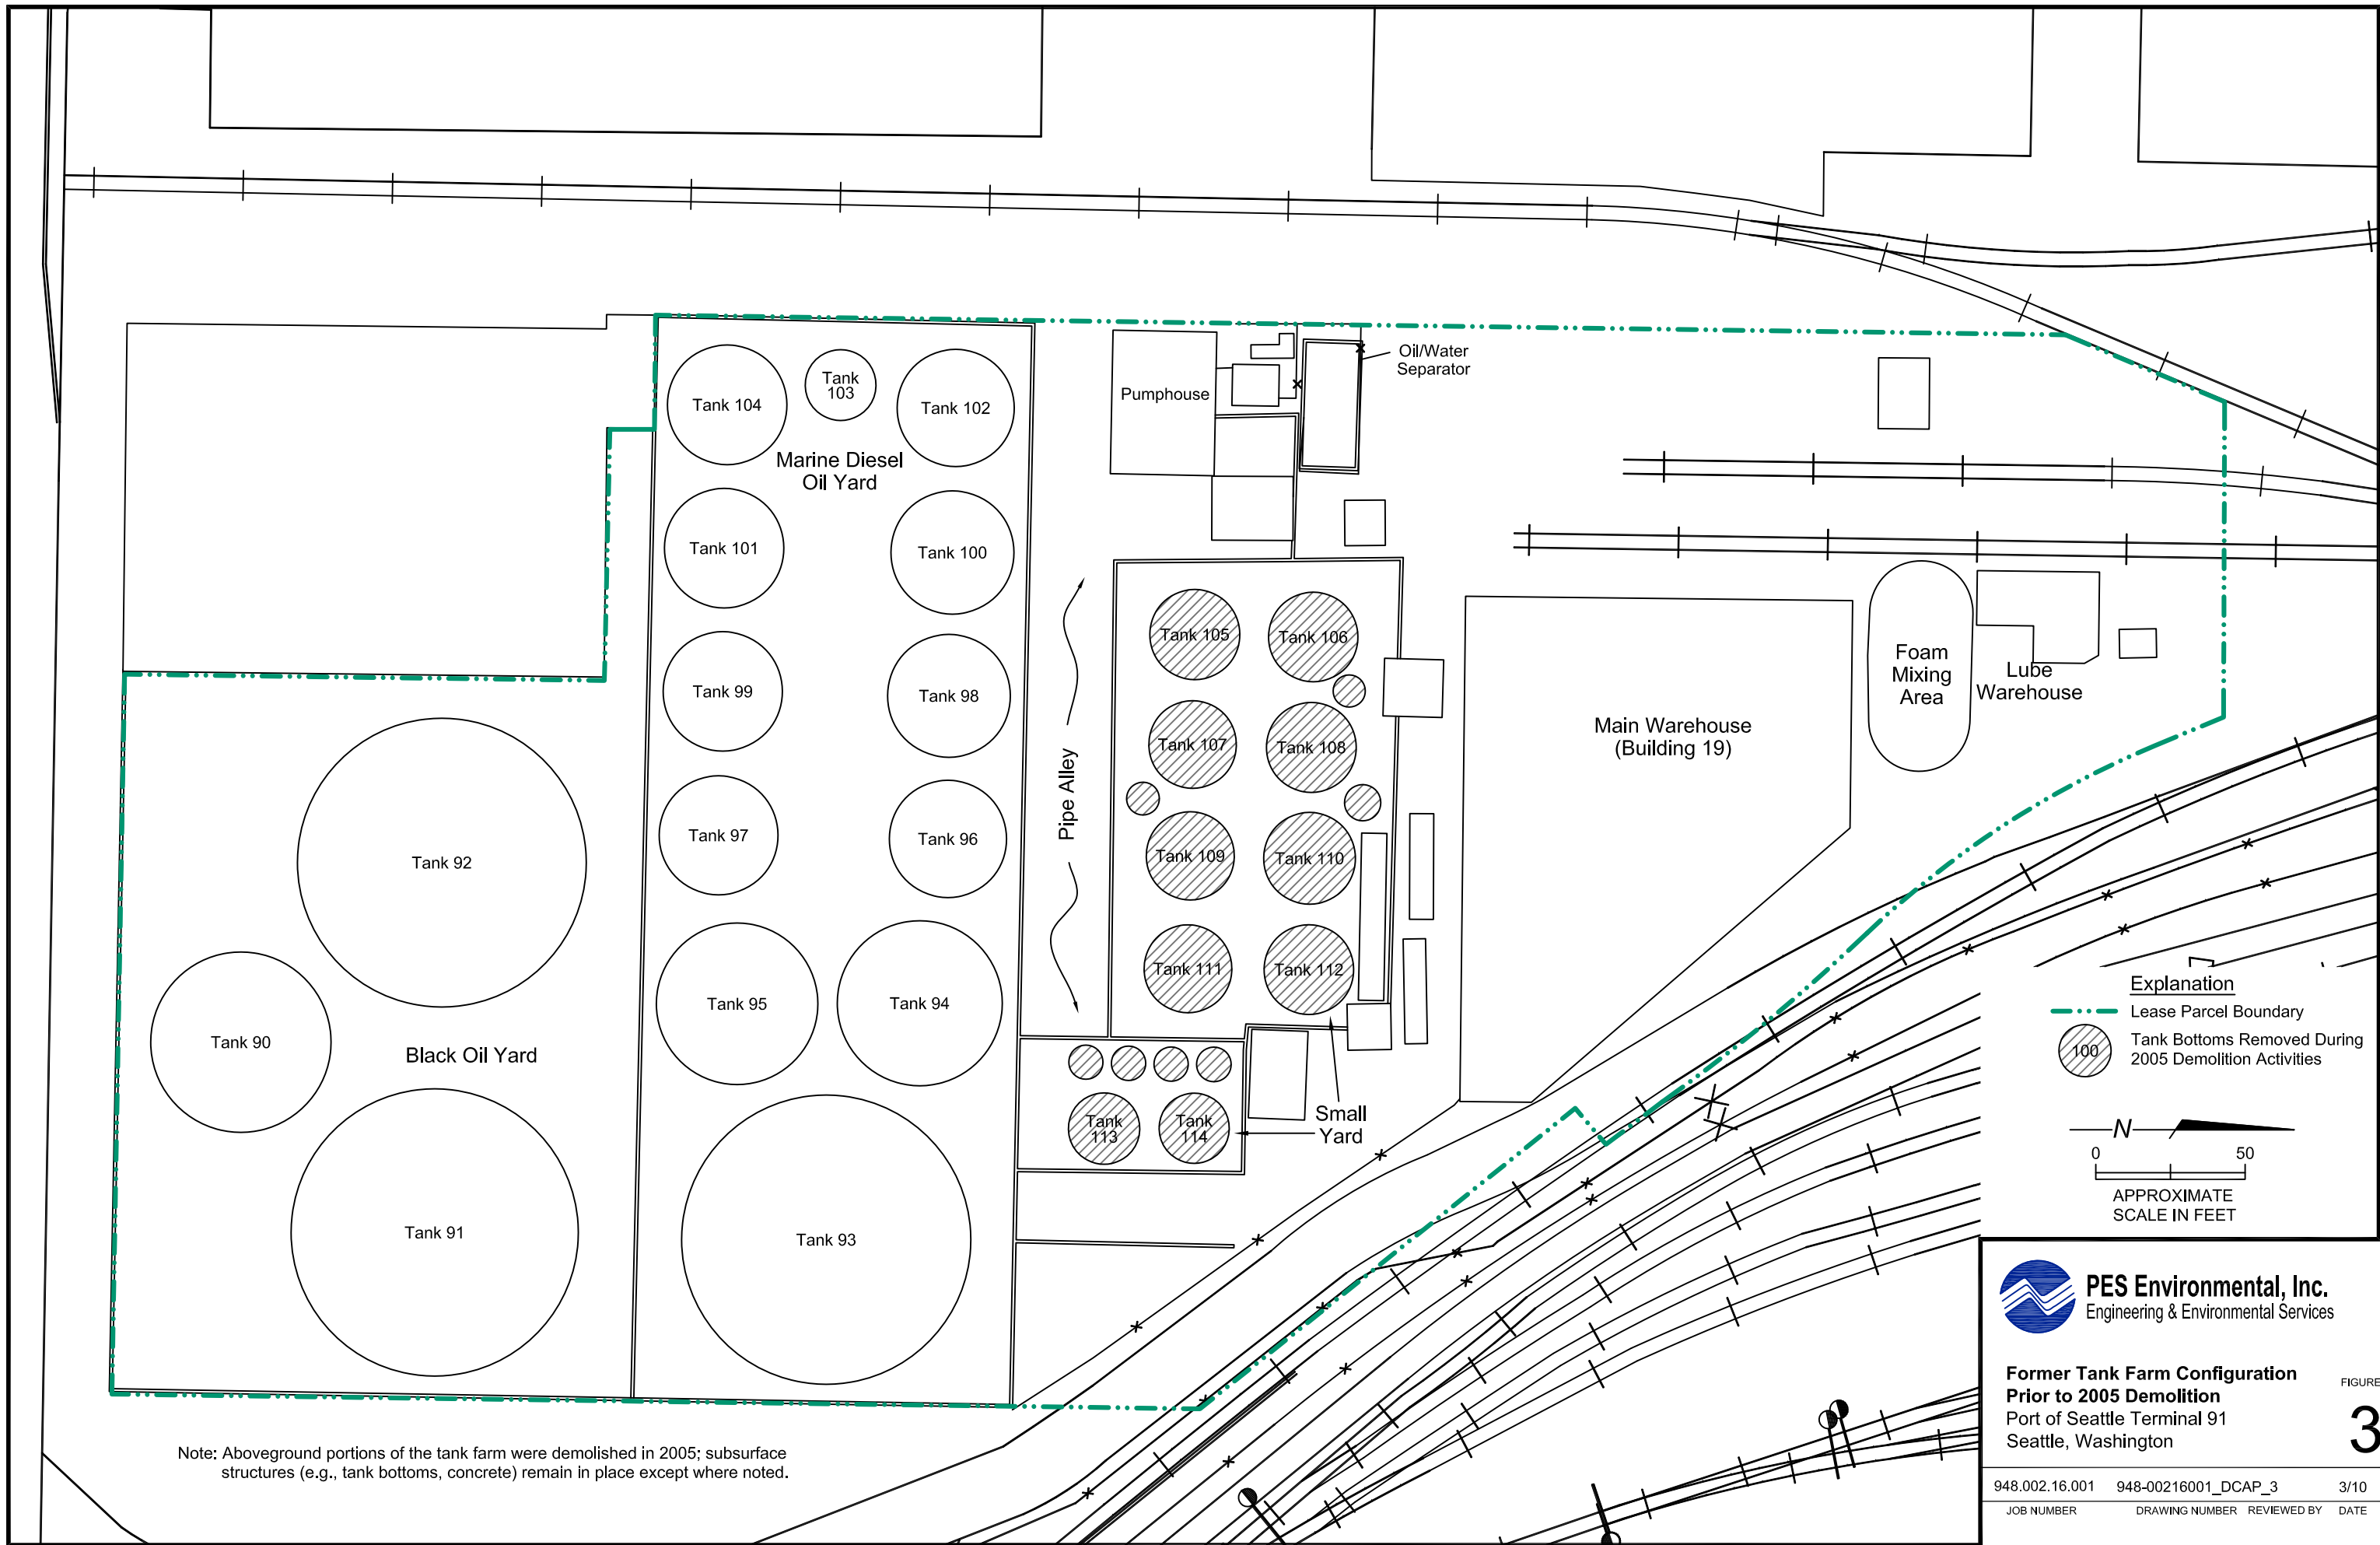 Oil/Water
Separator
Pumphouse
Tank 104
Tank
103
Tank 102
Marine Diesel
Oil Yard
Tank 101
Tank 100
Tank 99
Tank 98
Tank 97
Tank 96
Tank 95
Tank 94
Tank 93
Tank 92
Tank 90
Black Oil Yard
Tank 91
Pipe Alley
Tank 105
Tank 106
Tank 107
Tank 108
Tank 109
Tank 110
Tank 111
Tank 112
Tank
113
Tank
114
Small
Yard
Main Warehouse
(Building 19)
Foam
Mixing
Area
Lube
Warehouse
Explanation
Lease Parcel Boundary
100
Tank Bottoms Removed During
2005 Demolition Activities
N
0 50
APPROXIMATE
SCALE IN FEET
Note: Aboveground portions of the tank farm were demolished in 2005; subsurface
structures (e.g., tank bottoms, concrete) remain in place except where noted.
PES Environmental, Inc.
Engineering & Environmental Services
Former Tank Farm Configuration
Prior to 2005 Demolition
Port of Seattle Terminal 91
Seattle, Washington
FIGURE
3
948.002.16.001 948-00216001_DCAP_3 3/10
JOB NUMBER DRAWING NUMBER REVIEWED BY DATE